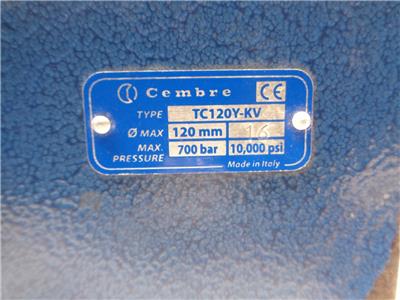 Cembre CE
TYPE TC120Y-KV
Ø MAX 120 mm 16
MAX. PRESSURE 700 bar 10,000 psi
Made in Italy